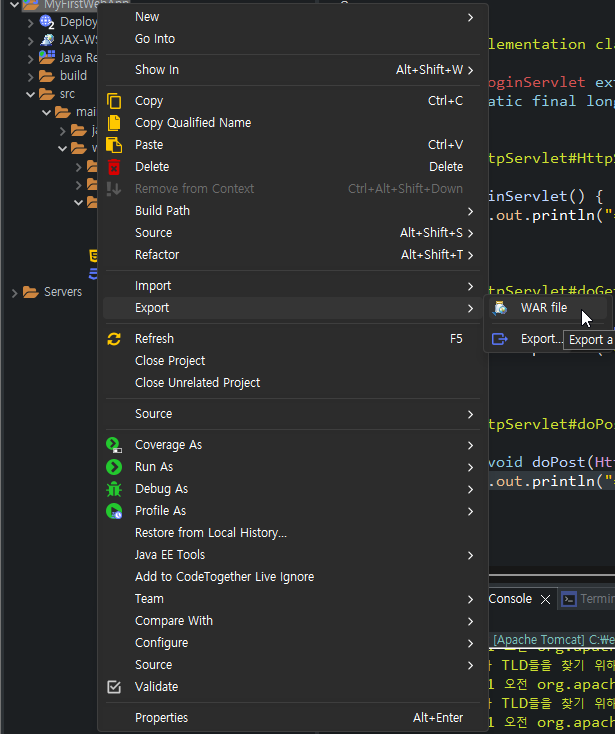 MyFirstWebApp
New
Deploy
Go Into
JAX-WS
Java Re
Show In Alt+Shift+W
build
src
Copy Ctrl+C
mai
Copy Qualified Name
Paste Ctrl+V
Delete Delete
Remove from Context Ctrl+Alt+Shift+Down
Build Path
Source Alt+Shift+S
Refactor Alt+Shift+T
Import
Servers
Export
WAR file
Export...
Export a
Refresh F5
Close Project
Close Unrelated Project
Source
Coverage As
Run As
Debug As
Profile As
Restore from Local History...
Java EE Tools
Add to CodeTogether Live Ignore
Team
Compare With
Configure
Source
Validate
Properties Alt+Enter
lementation cla
oginServlet ext
atic final long
tpServlet#HttpS
inServlet() {
.out.println("
tpServlet#doGe
tpServlet#doPo
void doPost(Ht
.out.println("
Console Termin
[Apache Tomcat] C:₩e
TLD들을 찾기 위해
1 오전 org.apach
TLD들을 찾기 위해
1 오전 org.apach